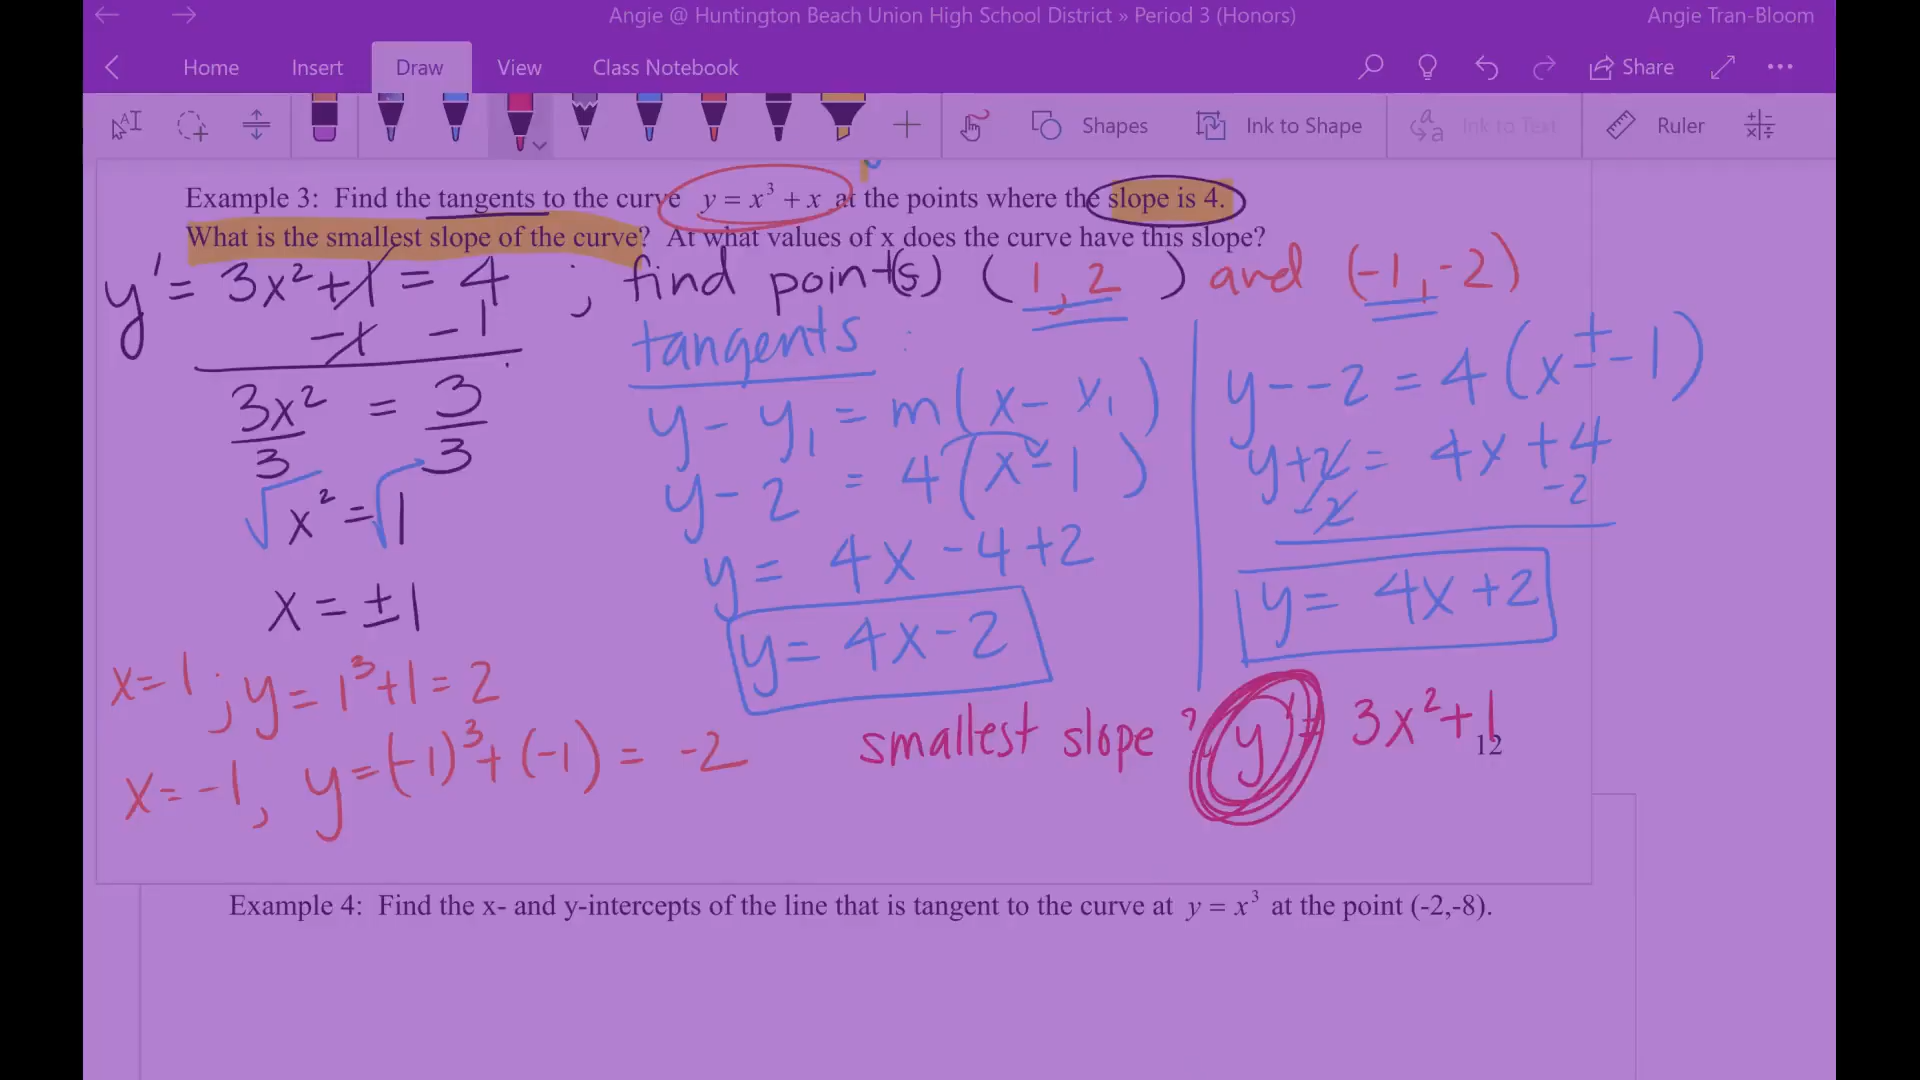 Angie @ Huntington Beach Union High School District » Period 3 (Honors)
Angie Tran-Bloom
Home Insert Draw View Class Notebook Share
Shapes Ink to Shape Ink to Text Ruler
Example 3: Find the tangents to the curve y = x³ + x at the points where the slope is 4.
What is the smallest slope of the curve? At what values of x does the curve have this slope?
y' = 3x² + 1 = 4 ; find point(s) (1, 2) and (-1, -2)
-1 -1
3x² = 3
3 3
√x² = √1
x = ±1
x = 1 ; y = 1³ + 1 = 2
x = -1, y = (-1)³ + (-1) = -2
tangents :
y - y₁ = m(x - x₁)
y - 2 = 4(x - 1)
y = 4x - 4 + 2
y = 4x - 2
y - -2 = 4(x + - - 1)
y + 2 = 4x + 4
-2 -2
y = 4x + 2
smallest slope ? y' = 3x² + 1
12
Example 4: Find the x- and y-intercepts of the line that is tangent to the curve at y = x³ at the point (-2,-8).